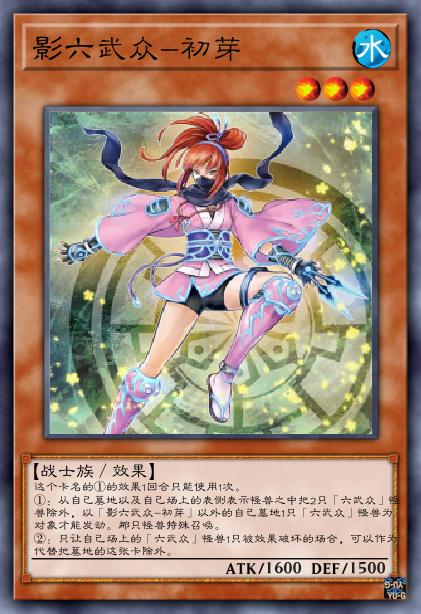 影六武众-初芽
水
【战士族/效果】
这个卡名的①的效果1回合只能使用1次。
①：从自己墓地以及自己场上的表侧表示怪兽之中把2只「六武众」怪
兽除外，以「影六武众-初芽」以外的自己墓地1只「六武众」怪兽为
对象才能发动。那只怪兽特殊召唤。
②：只让自己场上的「六武众」怪兽1只被效果破坏的场合，可以作为
代替把墓地的这张卡除外。
ATK/1600 DEF/1500